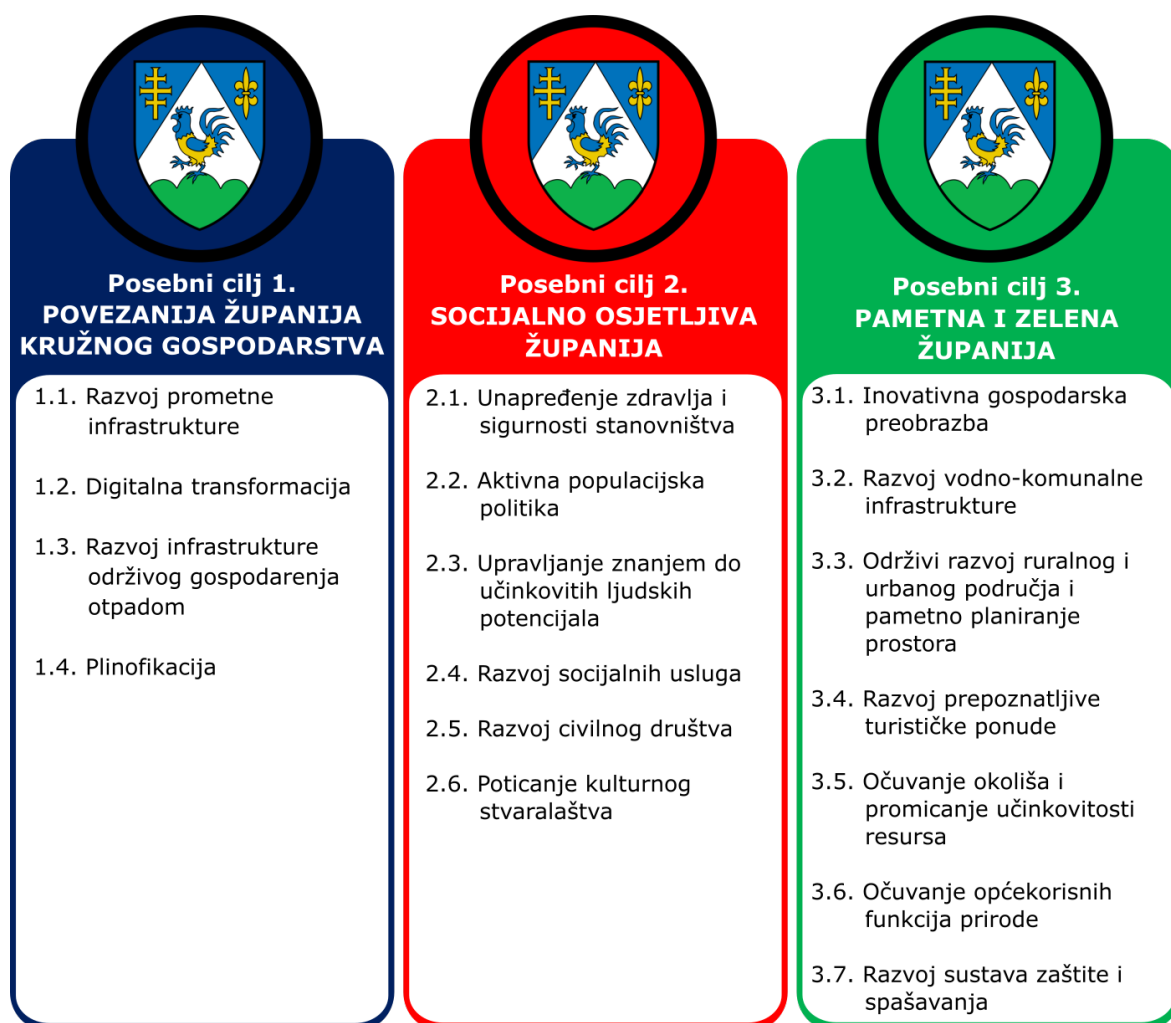 Posebni cilj 1.
POVEZANIJA ŽUPANIJA
KRUŽNOG GOSPODARSTVA
1.1. Razvoj prometne
infrastrukture
1.2. Digitalna transformacija
1.3. Razvoj infrastrukture
održivog gospodarenja
otpadom
1.4. Plinofikacija
Posebni cilj 2.
SOCIJALNO OSJETLJIVA
ŽUPANIJA
2.1. Unapređenje zdravlja i
sigurnosti stanovništva
2.2. Aktivna populacijska
politika
2.3. Upravljanje znanjem do
učinkovitih ljudskih
potencijala
2.4. Razvoj socijalnih usluga
2.5. Razvoj civilnog društva
2.6. Poticanje kulturnog
stvaralaštva
Posebni cilj 3.
PAMETNA I ZELENA
ŽUPANIJA
3.1. Inovativna gospodarska
preobrazba
3.2. Razvoj vodno-komunalne
infrastrukture
3.3. Održivi razvoj ruralnog i
urbanog područja i
pametno planiranje
prostora
3.4. Razvoj prepoznatljive
turističke ponude
3.5. Očuvanje okoliša i
promicanje učinkovitosti
resursa
3.6. Očuvanje općekorisnih
funkcija prirode
3.7. Razvoj sustava zaštite i
spašavanja